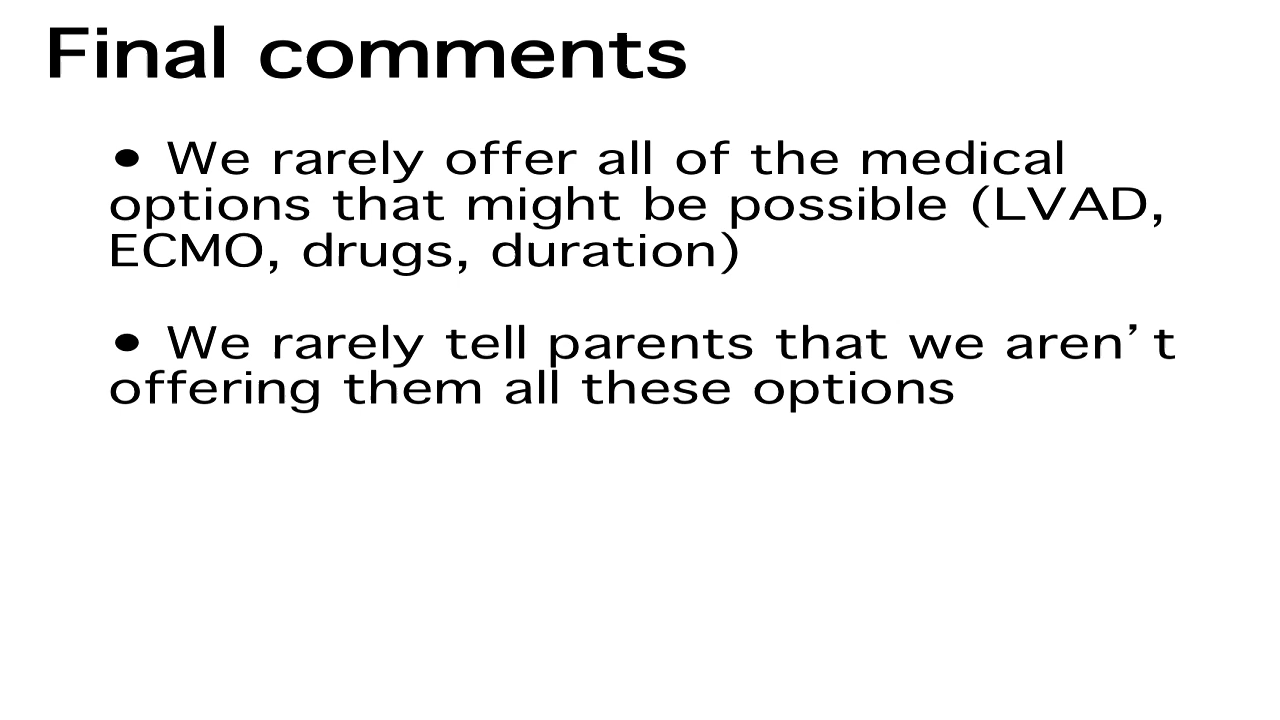 Final comments
• We rarely offer all of the medical
options that might be possible (LVAD,
ECMO, drugs, duration)
• We rarely tell parents that we aren’t
offering them all these options